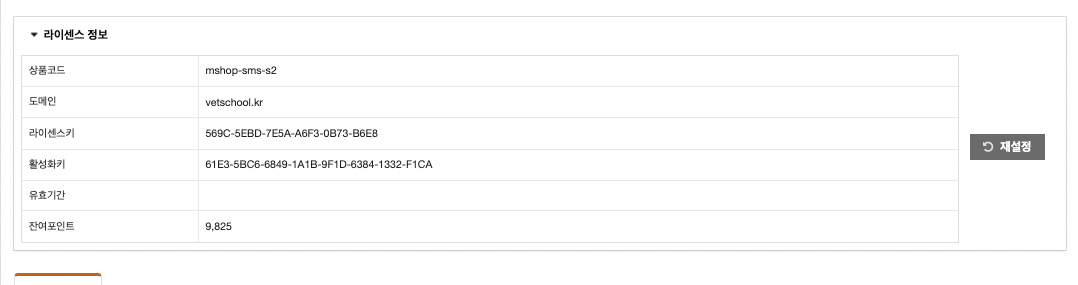 라이센스 정보
상품코드 mshop-sms-s2
도메인 vetschool.kr
라이센스키 569C-5EBD-7E5A-A6F3-0B73-B6E8
활성화키 61E3-5BC6-6849-1A1B-9F1D-6384-1332-F1CA
유효기간
잔여포인트 9,825
재설정